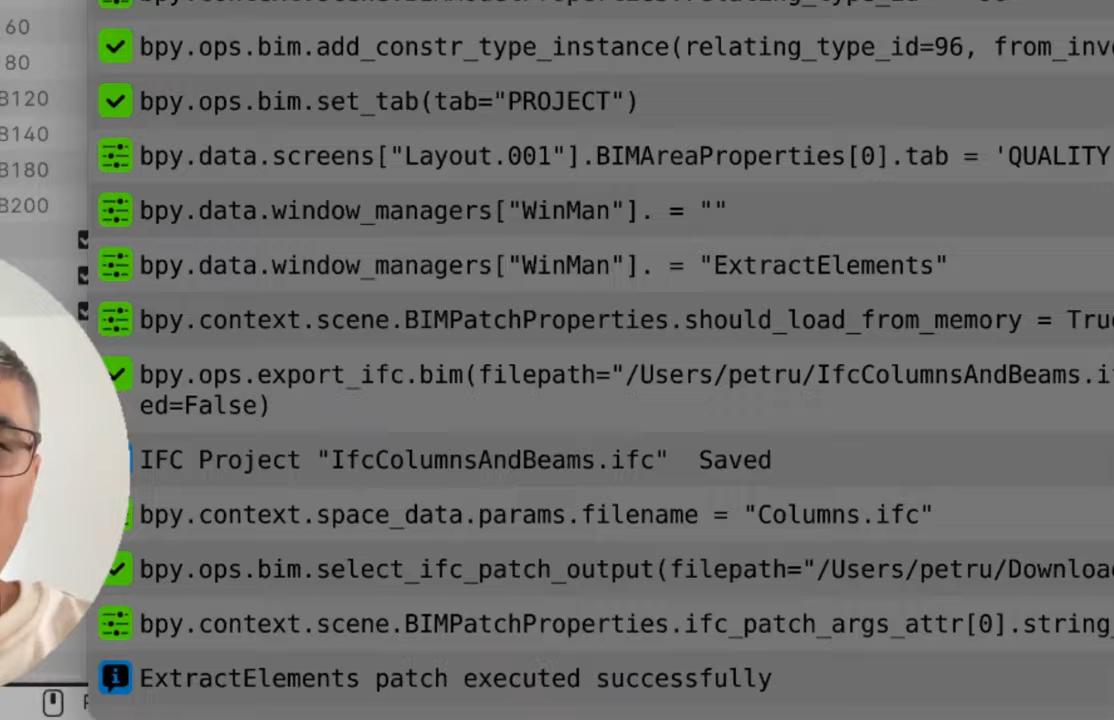 60
80
B120
B140
B180
B200
bpy.ops.bim.add_constr_type_instance(relating_type_id=96, from_inv
bpy.ops.bim.set_tab(tab="PROJECT")
bpy.data.screens["Layout.001"].BIMAreaProperties[0].tab = 'QUALITY
bpy.data.window_managers["WinMan"]. = ""
bpy.data.window_managers["WinMan"]. = "ExtractElements"
bpy.context.scene.BIMPatchProperties.should_load_from_memory = Tru
bpy.ops.export_ifc.bim(filepath="/Users/petru/IfcColumnsAndBeams.i
ed=False)
IFC Project "IfcColumnsAndBeams.ifc"  Saved
bpy.context.space_data.params.filename = "Columns.ifc"
bpy.ops.bim.select_ifc_patch_output(filepath="/Users/petru/Downloa
bpy.context.scene.BIMPatchProperties.ifc_patch_args_attr[0].string_
ExtractElements patch executed successfully